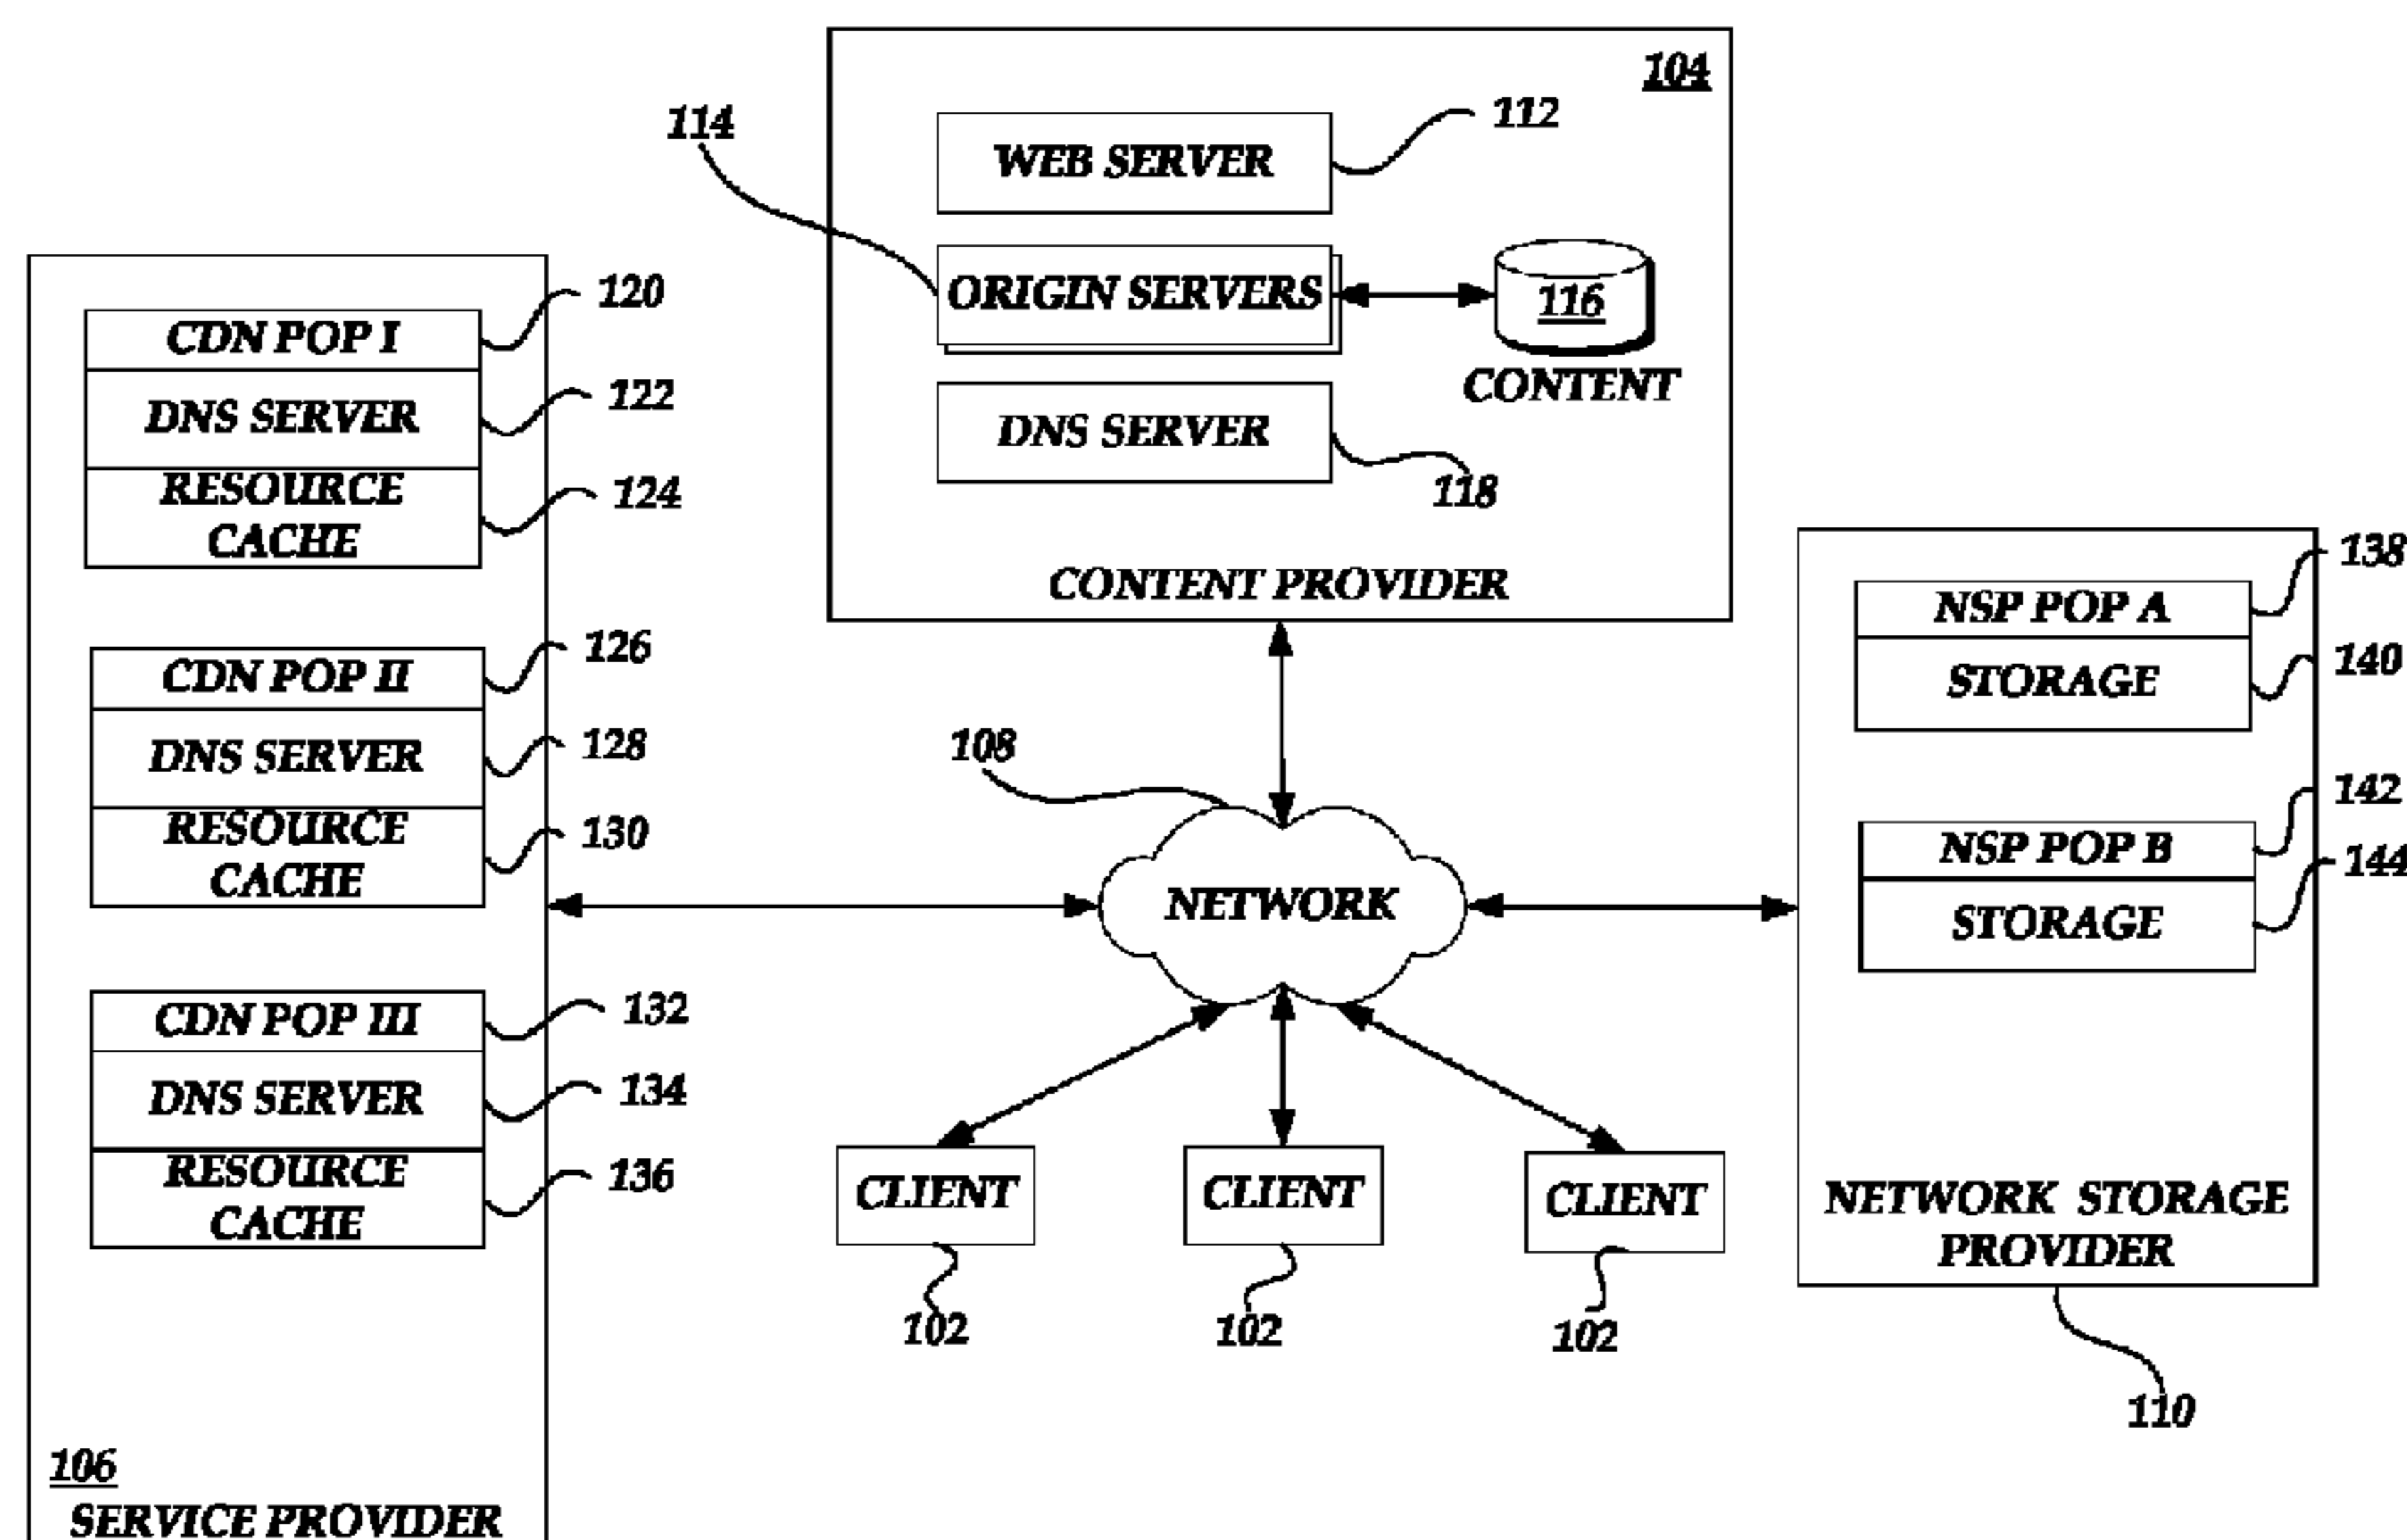 104
112
WEB SERVER
114
ORIGIN SERVERS
116
CONTENT
DNS SERVER
118
CONTENT PROVIDER
120
CDN POP I
122
DNS SERVER
124
RESOURCE
CACHE
126
CDN POP II
128
DNS SERVER
130
RESOURCE
CACHE
132
CDN POP III
134
DNS SERVER
136
RESOURCE
CACHE
106
SERVICE PROVIDER
108
NETWORK
CLIENT
CLIENT
CLIENT
102
102
102
138
NSP POP A
140
STORAGE
142
NSP POP B
144
STORAGE
NETWORK STORAGE
PROVIDER
110